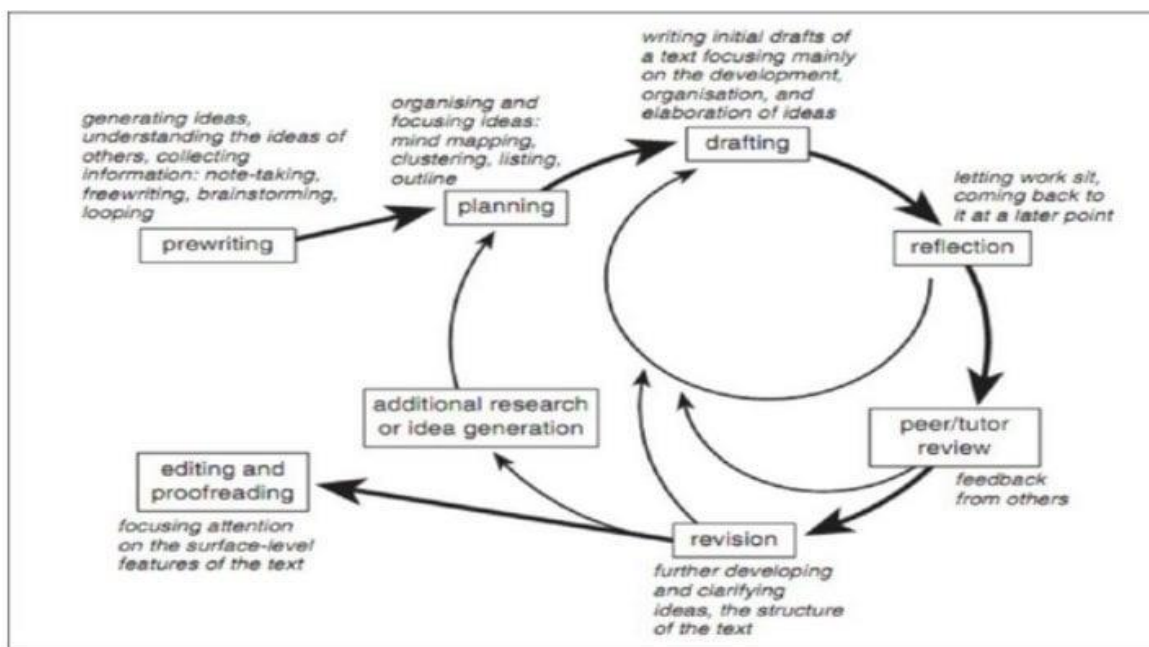 generating ideas,
understanding the ideas of
others, collecting
information: note-taking,
freewriting, brainstorming,
looping
prewriting
organising and
focusing ideas:
mind mapping,
clustering, listing,
outline
planning
writing initial drafts of
a text focusing mainly
on the development,
organisation, and
elaboration of ideas
drafting
letting work sit,
coming back to
it at a later point
reflection
peer/tutor
review
feedback
from others
revision
further developing
and clarifying
ideas, the structure
of the text
additional research
or idea generation
editing and
proofreading
focusing attention
on the surface-level
features of the text